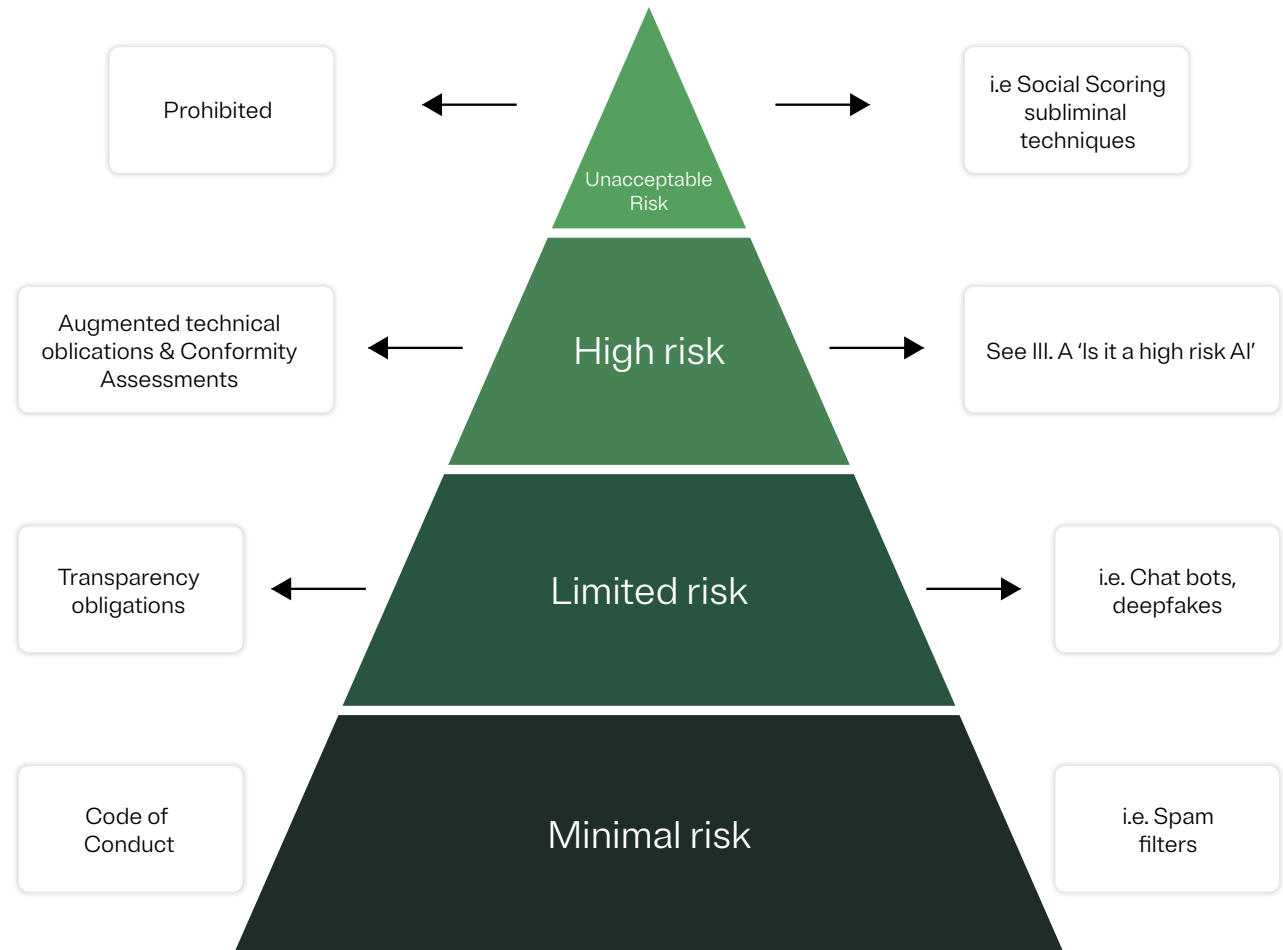 Prohibited
Unacceptable
Risk
i.e Social Scoring
subliminal
techniques
Augmented technical
oblications & Conformity
Assessments
High risk
See III. A ‘Is it a high risk AI’
Transparency
obligations
Limited risk
i.e. Chat bots,
deepfakes
Code of
Conduct
Minimal risk
i.e. Spam
filters